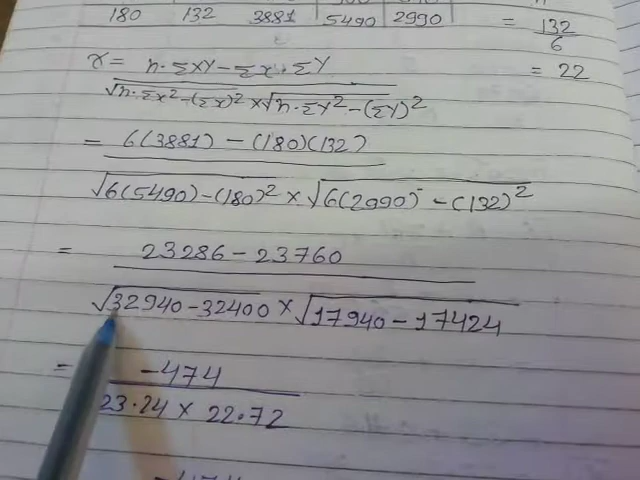 180 132 3881 5490 2990 = 132/6
= 22
r = n·ΣXY-Σx·ΣY
√n·Σx²-(Σx)² × √n·ΣY²-(ΣY)²
= 6(3881) - (180)(132)
√6(5490)-(180)² × √6(2990) - (132)²
= 23286 - 23760
√32940-32400 × √17940-17424
= -474
23.24 × 22.72